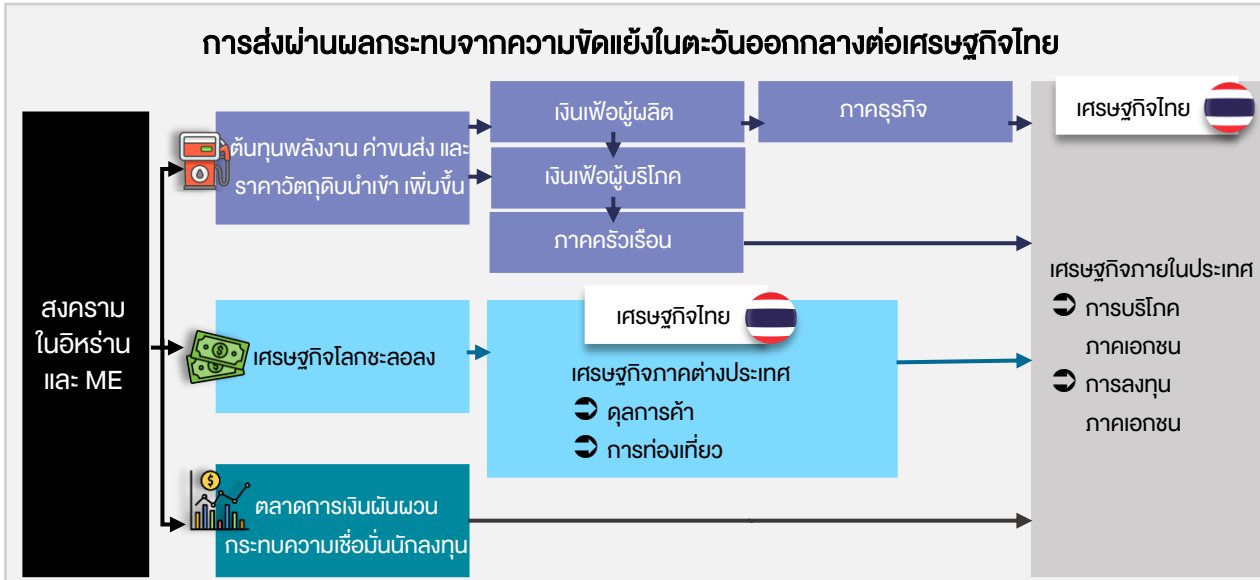 การส่งผ่านผลกระทบจากความขัดแย้งในตะวันออกกลางต่อเศรษฐกิจไทย
สงคราม
ในอิหร่าน
และ ME
ต้นทุนพลังงาน ค่าขนส่ง และ
ราคาวัตถุดิบนำเข้า เพิ่มขึ้น
เงินเฟ้อผู้ผลิต
ภาคธุรกิจ
เงินเฟ้อผู้บริโภค
ภาคครัวเรือน
เศรษฐกิจโลกชะลอลง
เศรษฐกิจไทย
เศรษฐกิจภาคต่างประเทศ
➲ ดุลการค้า
➲ การท่องเที่ยว
ตลาดการเงินผันผวน
กระทบความเชื่อมั่นนักลงทุน
เศรษฐกิจไทย
เศรษฐกิจภายในประเทศ
➲ การบริโภค
ภาคเอกชน
➲ การลงทุน
ภาคเอกชน